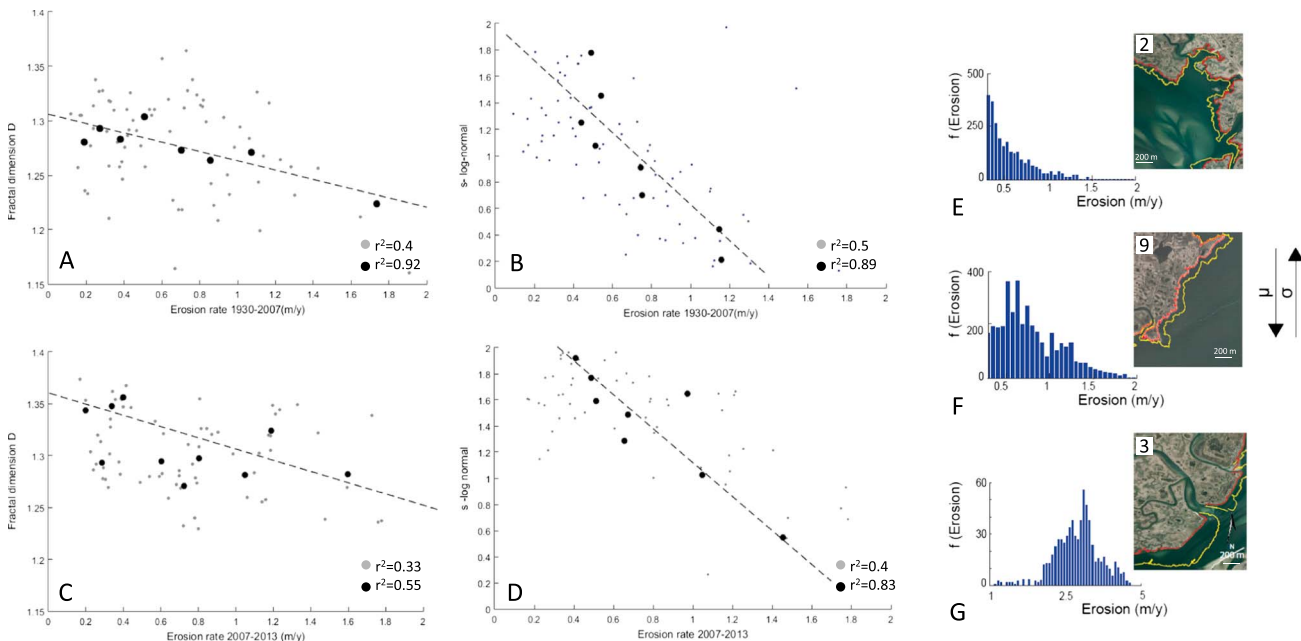 1.4
1.35
1.3
1.25
1.2
1.15
Fractal dimension D
0 0.2 0.4 0.6 0.8 1 1.2 1.4 1.6 1.8 2
Erosion rate 1930-2007(m/y)
A
r²=0.4
r²=0.92
2
1.8
1.6
1.4
1.2
1
0.8
0.6
0.4
0.2
0
s- log-normal
0 0.2 0.4 0.6 0.8 1 1.2 1.4 1.6 1.8 2
Erosion rate 1930-2007(m/y)
B
r²=0.5
r²=0.89
1.4
1.35
1.3
1.25
1.2
1.15
Fractal dimension D
0 0.2 0.4 0.6 0.8 1 1.2 1.4 1.6 1.8 2
Erosion rate 2007-2013 (m/y)
C
r²=0.33
r²=0.55
2
1.8
1.6
1.4
1.2
1
0.8
0.6
0.4
0.2
0
s -log normal
0 0.2 0.4 0.6 0.8 1 1.2 1.4 1.6 1.8 2
Erosion rate 2007-2013
D
r²=0.4
r²=0.83
500
250
0
f (Erosion)
0.5 1 1.5 2
Erosion (m/y)
E
2
200 m
400
200
0
f (Erosion)
0.5 1 1.5 2
Erosion (m/y)
F
9
200 m
μ
σ
60
30
0
f (Erosion)
1 2.5 5
Erosion (m/y)
G
3
N
200 m